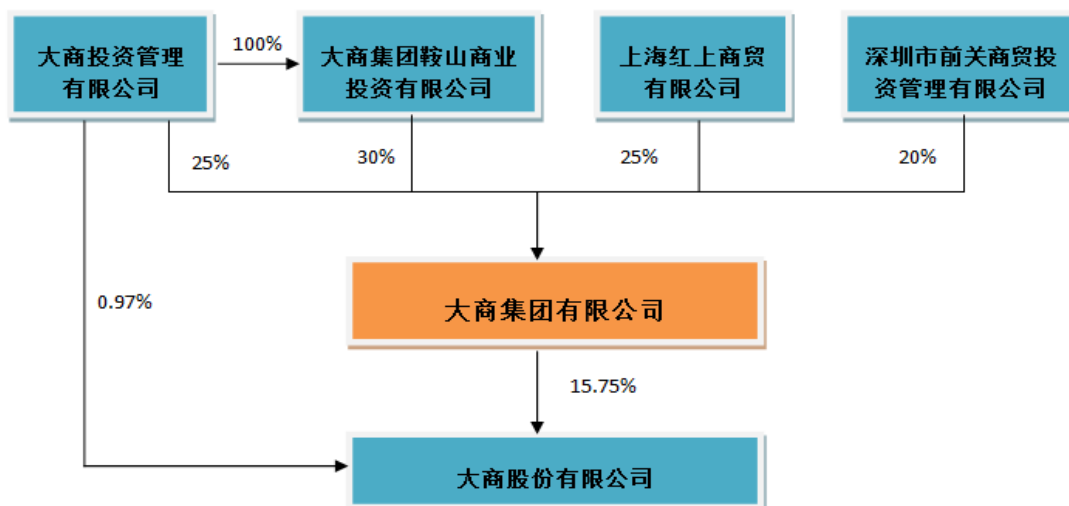 大商投资管理
有限公司
100%
大商集团鞍山商业
投资有限公司
上海红上商贸
有限公司
深圳市前关商贸投
资管理有限公司
25%
30%
25%
20%
0.97%
大商集团有限公司
15.75%
大商股份有限公司